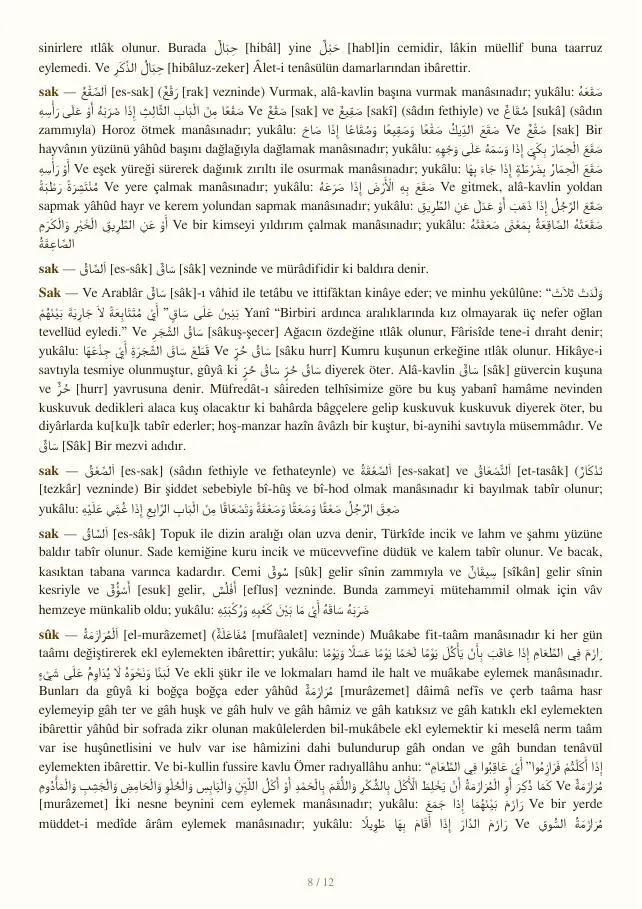 sinirlere ıtlâk olunur. Burada حِبَالٌ [hibâl] yine حَبْلٌ [habl]in cemidir, lâkin müellif buna taarruz
eylemedi. Ve حِبَالُ الذَّكَرِ [hibâluz-zeker] Âlet-i tenâsülün damarlarından ibârettir.
sak — اَلصَّقْعُ [es-sak] (رَقْعٌ [rak] vezninde) Vurmak, alâ-kavlin başına vurmak manâsınadır; yukâlu: صَقَعَهُ
صَقْعًا مِنَ الْبَابِ الثَّالِثِ إِذَا ضَرَبَهُ أَوْ عَلَى رَأْسِهِ Ve صَقْعٌ [sak] ve صَقِيعٌ [sakî] (sâdın fethiyle) ve صُقَاعٌ [sukâ] (sâdın
zammıyla) Horoz ötmek manâsınadır; yukâlu: صَقَعَ الدِّيكُ صَقْعًا وَصَقِيعًا وَصُقَاعًا إِذَا صَاحَ Ve صَقْعٌ [sak] Bir
hayvânın yüzünü yâhûd başını dağlağıyla dağlamak manâsınadır; yukâlu: صَقَعَ الْحِمَارَ بِكَيٍّ إِذَا وَسَمَهُ عَلَى وَجْهِهِ
أَوْ رَأْسِهِ Ve eşek yüreği sürerek dağınık zırıltı ile osurmak manâsınadır; yukâlu: صَقَعَ الْحِمَارُ بِضَرْطَةٍ إِذَا جَاءَ بِهَا
مُنْتَشِرَةً رَطْبَةً Ve yere çalmak manâsınadır; yukâlu: صَقَعَ بِهِ الْأَرْضَ إِذَا صَرَعَهُ Ve gitmek, alâ-kavlin yoldan
sapmak yâhûd hayr ve kerem yolundan sapmak manâsınadır; yukâlu: صَقَعَ الرَّجُلُ إِذَا ذَهَبَ أَوْ عَدَلَ عَنِ الطَّرِيقِ
أَوْ عَنِ الطَّرِيقِ الْخَيْرِ وَالْكَرَمِ Ve bir kimseyi yıldırım çalmak manâsınadır; yukâlu: صَقَعَتْهُ الصَّاقِعَةُ بِمَعْنَى صَعَقَتْهُ
الصَّاعِقَةُ
sak — اَلصَّاقُ [es-sâk] سَاقٌ [sâk] vezninde ve mürâdifidir ki baldıra denir.
Sak — Ve Arablâr سَاقٌ [sâk]-ı vâhid ile tetâbu ve ittifâktan kinâye eder; ve minhu yekûlûne: “وَلَدَتْ ثَلَاثَ
بَنِينَ عَلَى سَاقٍ” أَيْ مُتَتَابِعَةً لَا جَارِيَةَ بَيْنَهُمْ Yanî “Birbiri ardınca aralıklarında kız olmayarak üç nefer oğlan
tevellüd eyledi.” Ve سَاقُ الشَّجَرِ [sâkuş-şecer] Ağacın özdeğine ıtlâk olunur, Fârisîde tene-i dıraht denir;
yukâlu: قَطَعَ سَاقَ الشَّجَرَةِ أَيْ جِذْعَهَا Ve سَاقُ حُرٍّ [sâku hurr] Kumru kuşunun erkeğine ıtlâk olunur. Hikâye-i
savtıyla tesmiye olunmuştur, gûyâ ki سَاقُ حُرّ سَاقُ حُرّ diyerek öter. Alâ-kavlin سَاقٌ [sâk] güvercin kuşuna
ve حُرٌّ [hurr] yavrusuna denir. Müfredât-ı sâireden telhîsimize göre bu kuş yabanî hamâme nevinden
kuskuvuk dedikleri alaca kuş olacaktır ki bahârda bâgçelere gelip kuskuvuk kuskuvuk diyerek öter, bu
diyârlarda ku[ku]k tabîr ederler; hoş-manzar hazîn âvâzlı bir kuştur, bi-aynihi savtıyla müsemmâdır. Ve
سَاقٌ [Sâk] Bir mevzi adıdır.
sak — اَلصَّعْقُ [es-sak] (sâdın fethiyle ve fethateynle) ve اَلصَّعْقَةُ [es-sakat] ve اَلتَّصْعَاقُ [et-tasâk] (تَذْكَارٌ
[tezkâr] vezninde) Bir şiddet sebebiyle bî-hûş ve bî-hod olmak manâsınadır ki bayılmak tabîr olunur;
yukâlu: صَعِقَ الرَّجُلُ صَعْقًا وَصَعَقًا وَصَعْقَةً وَتَصْعَاقًا مِنَ الْبَابِ الرَّابِعِ إِذَا غُشِيَ عَلَيْهِ
sak — اَلسَّاقُ [es-sâk] Topuk ile dizin aralığı olan uzva denir, Türkîde incik ve lahm ve şahmı yüzüne
baldır tabîr olunur. Sade kemiğine kuru incik ve mücevvefine düdük ve kalem tabîr olunur. Ve bacak,
kasıktan tabana varınca kadardır. Cemi سُوقٌ [sûk] gelir sînin zammıyla ve سِيقَانٌ [sîkân] gelir sînin
kesriyle ve أَسْؤُقٌ [esuk] gelir, أَفْلُسٌ [eflus] vezninde. Bunda zammeyi mütehammil olmak için vâv
hemzeye münkalib oldu; yukâlu: ضَرَبَهُ سَاقَهُ أَيْ مَا بَيْنَ كَعْبِهِ وَرُكْبَتِهِ
sûk — اَلْمُرَازَمَةُ [el-murâzemet] (مُفَاعَلَةٌ [mufâalet] vezninde) Muâkabe fit-taâm manâsınadır ki her gün
taâmı değiştirerek ekl eylemekten ibârettir; yukâlu: رَازَمَ فِي الطَّعَامِ إِذَا عَاقَبَ بِأَنْ يَأْكُلَ يَوْمًا لَحْمًا يَوْمًا عَسَلًا وَيَوْمًا
لَبَنًا وَنَحْوَهُ لَا يُدَاوِمُ عَلَى شَيْءٍ Ve ekli şükr ile ve lokmaları hamd ile halt ve muâkabe eylemek manâsınadır.
Bunları da gûyâ ki boğça boğça eder yâhûd مُرَازَمَةٌ [murâzemet] dâimâ nefîs ve çerb taâma hasr
eylemeyip gâh ter ve gâh huşk ve gâh hulv ve gâh hâmiz ve gâh katıksız ve gâh katıklı ekl eylemekten
ibârettir yâhûd bir sofrada zikr olunan makûlelerden bil-mukâbele ekl eylemektir ki meselâ nerm taâm
var ise huşûnetlisini ve hulv var ise hâmizini dahi bulundurup gâh ondan ve gâh bundan tenâvül
eylemekten ibârettir. Ve bi-kullin fussire kavlu Ömer radıyallâhu anhu: “إِذَا أَكَلْتُمْ فَرَازِمُوا” أَيْ عَاقِبُوا فِي الطَّعَامِ
كَمَا ذُكِرَ أَوِ الْمُرَازَمَةُ أَنْ يَخْلِطَ الْأَكْلَ بِالشُّكْرِ وَاللُّقَمَ بِالْحَمْدِ أَوْ أَكْلُ اللَّيِّنِ وَالْيَابِسِ وَالْحُلْوِ وَالْحَامِضِ وَالْجَشِبِ وَالْمَأْدُومِ Ve مُرَازَمَةٌ
[murâzemet] İki nesne beynini cem eylemek manâsınadır; yukâlu: رَازَمَ بَيْنَهُمَا إِذَا جَمَعَ Ve bir yerde
müddet-i medîde ârâm eylemek manâsınadır; yukâlu: رَازَمَ الدَّارَ إِذَا أَقَامَ بِهَا طَوِيلًا Ve مُرَازَمَةُ السُّوقِ
8 / 12